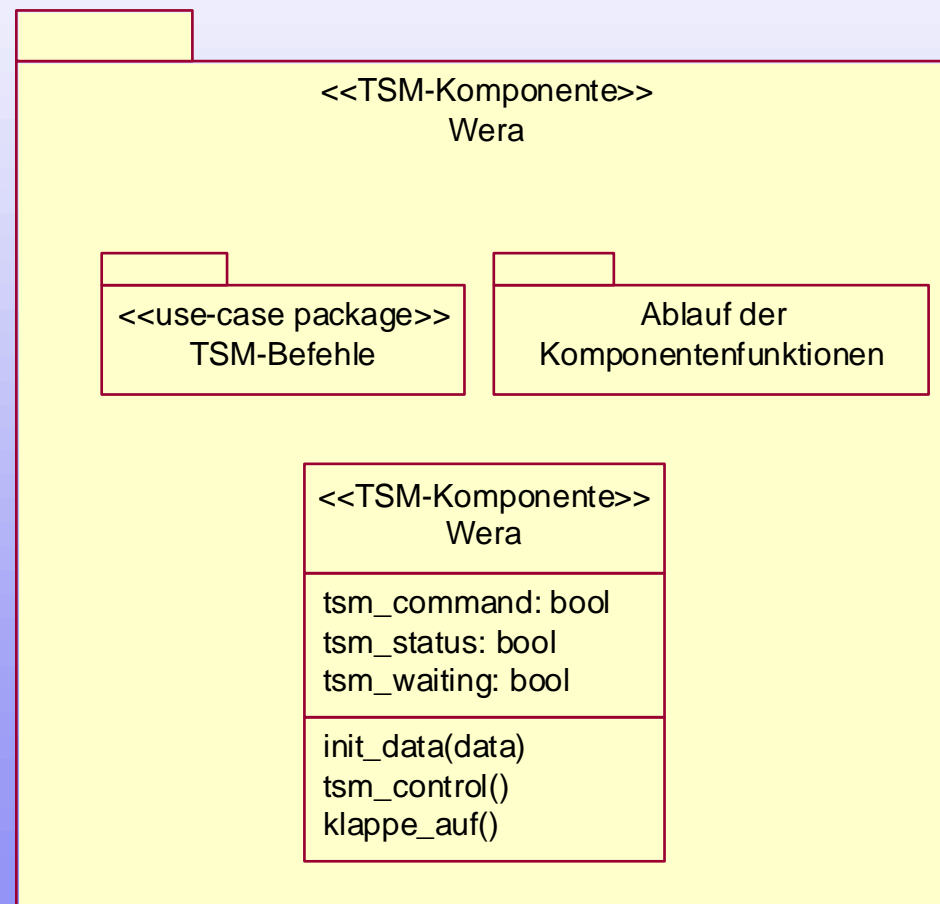 <<TSM-Komponente>>
Wera
<<use-case package>>
TSM-Befehle
Ablauf der
Komponentenfunktionen
<<TSM-Komponente>>
Wera
tsm_command: bool
tsm_status: bool
tsm_waiting: bool
init_data(data)
tsm_control()
klappe_auf()